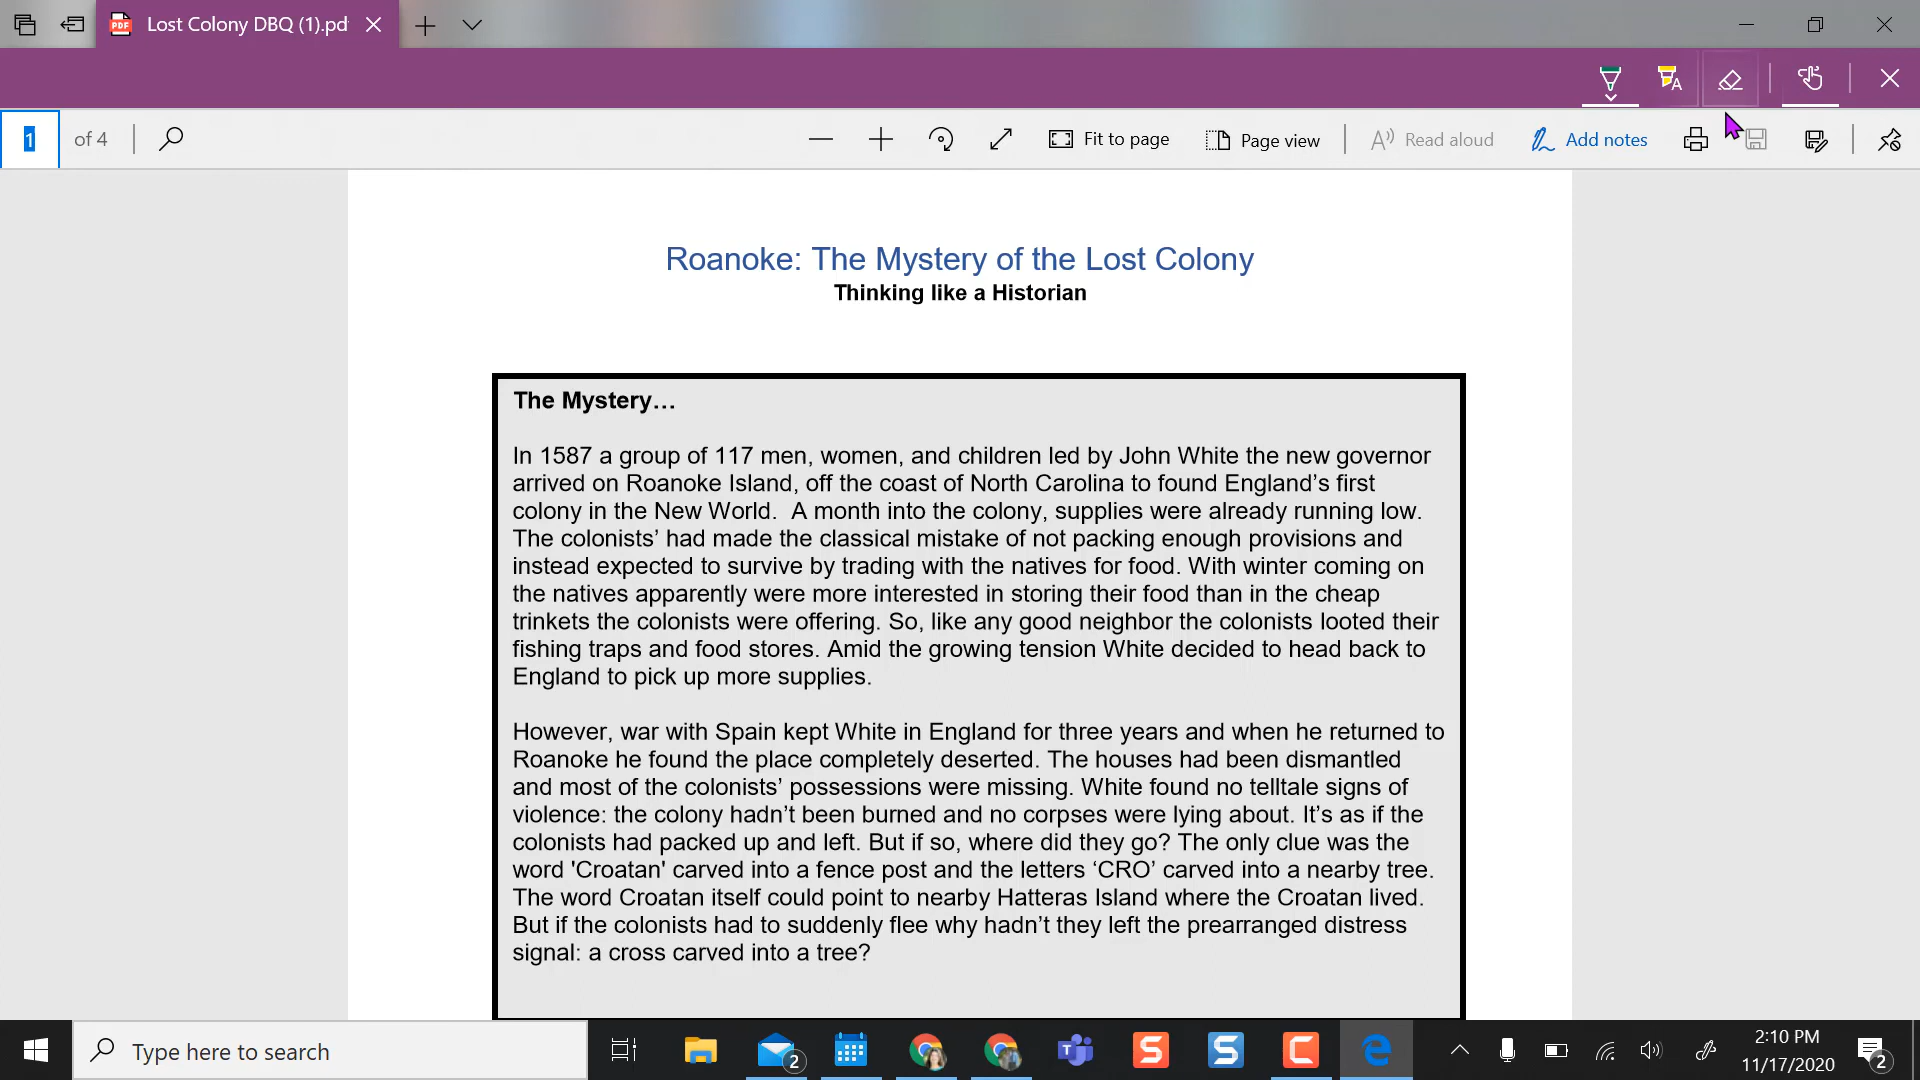 Lost Colony DBQ (1).pd
1 of 4
Fit to page
Page view
Read aloud
Add notes
Roanoke: The Mystery of the Lost Colony
Thinking like a Historian
The Mystery…
In 1587 a group of 117 men, women, and children led by John White the new governor
arrived on Roanoke Island, off the coast of North Carolina to found England’s first
colony in the New World.  A month into the colony, supplies were already running low.
The colonists’ had made the classical mistake of not packing enough provisions and
instead expected to survive by trading with the natives for food. With winter coming on
the natives apparently were more interested in storing their food than in the cheap
trinkets the colonists were offering. So, like any good neighbor the colonists looted their
fishing traps and food stores. Amid the growing tension White decided to head back to
England to pick up more supplies.
However, war with Spain kept White in England for three years and when he returned to
Roanoke he found the place completely deserted. The houses had been dismantled
and most of the colonists’ possessions were missing. White found no telltale signs of
violence: the colony hadn’t been burned and no corpses were lying about. It’s as if the
colonists had packed up and left. But if so, where did they go? The only clue was the
word 'Croatan' carved into a fence post and the letters ‘CRO’ carved into a nearby tree.
The word Croatan itself could point to nearby Hatteras Island where the Croatan lived.
But if the colonists had to suddenly flee why hadn’t they left the prearranged distress
signal: a cross carved into a tree?
Type here to search
2
2:10 PM
11/17/2020
2